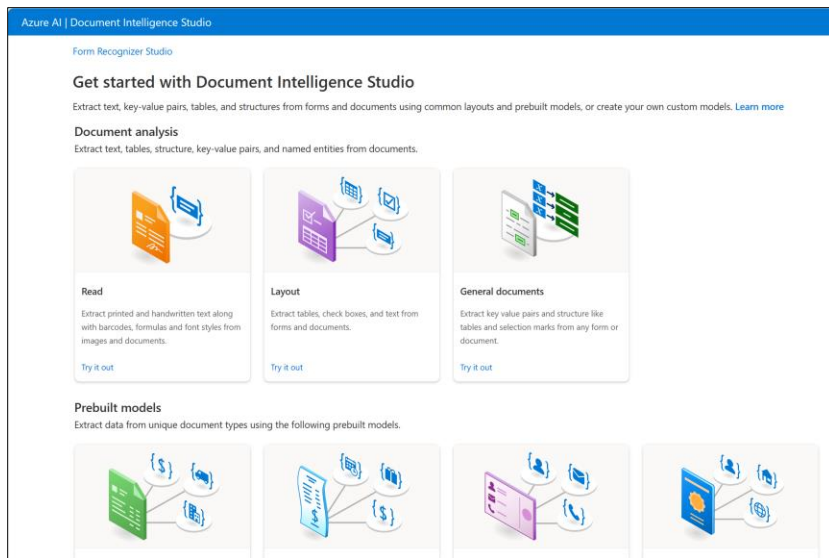 Azure AI | Document Intelligence Studio
Form Recognizer Studio
Get started with Document Intelligence Studio
Extract text, key-value pairs, tables, and structures from forms and documents using common layouts and prebuilt models, or create your own custom models. Learn more
Document analysis
Extract text, tables, structure, key-value pairs, and named entities from documents.
Read
Extract printed and handwritten text along
with barcodes, formulas and font styles from
images and documents.
Try it out
Layout
Extract tables, check boxes, and text from
forms and documents.
Try it out
General documents
Extract key value pairs and structure like
tables and selection marks from any form or
document.
Try it out
Prebuilt models
Extract data from unique document types using the following prebuilt models.